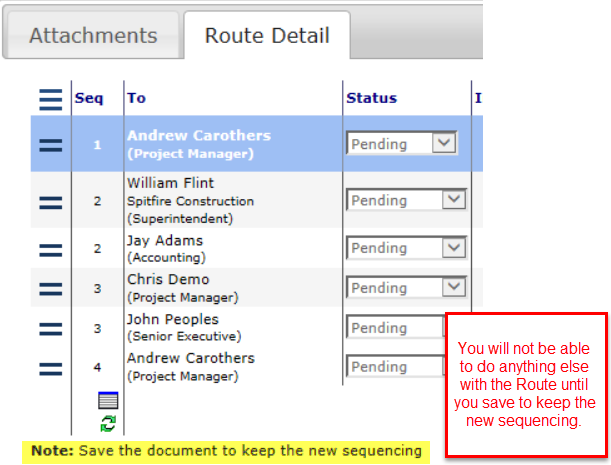 Attachments Route Detail
Seq To Status I
1 Andrew Carothers Pending
(Project Manager)
William Flint
2 Spitfire Construction Pending
(Superintendent)
2 Jay Adams Pending
(Accounting)
3 Chris Demo Pending
(Project Manager)
3 John Peoples Pending
(Senior Executive)
4 Andrew Carothers Pending
(Project Manager)
You will not be able
to do anything else
with the Route until
you save to keep the
new sequencing.
Note: Save the document to keep the new sequencing